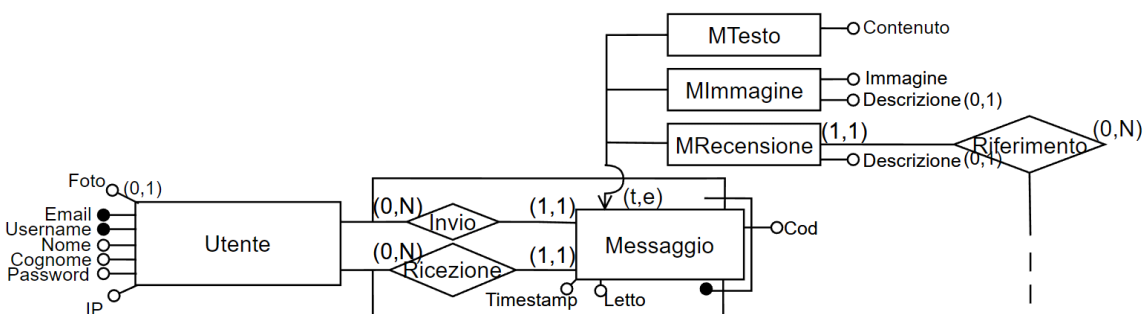 MTesto
Contenuto
MImmagine
Immagine
Descrizione (0,1)
MRecensione
(1,1)
Riferimento
(0,N)
Descrizione (0,1)
Foto
(0,1)
Email
Username
Nome
Cognome
Password
IP
Utente
(0,N)
Invio
(1,1)
(0,N)
Ricezione
(1,1)
(t,e)
Messaggio
Cod
Timestamp
Letto